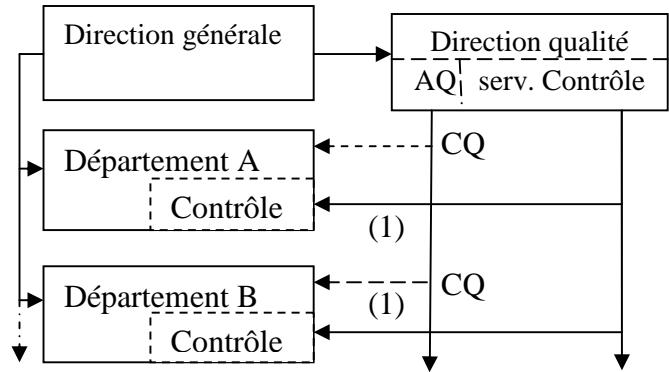 Direction générale
Direction qualité
AQ serv. Contrôle
Département A
CQ
Contrôle
(1)
Département B
CQ
(1)
Contrôle